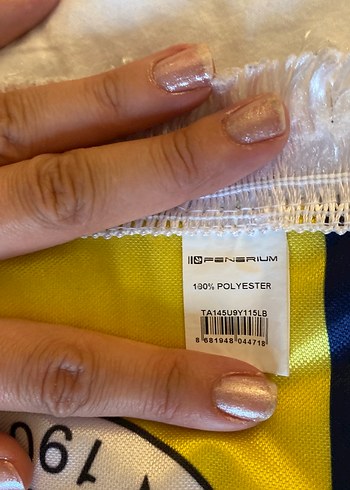 FENERIUM
100% POLYESTER
TA145U9Y115LB
8 681948 044718
190